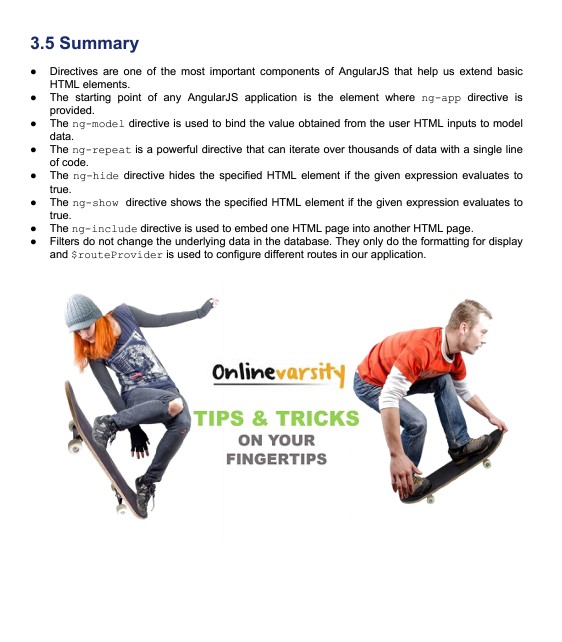 3.5 Summary
● Directives are one of the most important components of AngularJS that help us extend basic
HTML elements.
● The starting point of any AngularJS application is the element where ng-app directive is
provided.
● The ng-model directive is used to bind the value obtained from the user HTML inputs to model
data.
● The ng-repeat is a powerful directive that can iterate over thousands of data with a single line
of code.
● The ng-hide directive hides the specified HTML element if the given expression evaluates to
true.
● The ng-show directive shows the specified HTML element if the given expression evaluates to
true.
● The ng-include directive is used to embed one HTML page into another HTML page.
● Filters do not change the underlying data in the database. They only do the formatting for display
and $routeProvider is used to configure different routes in our application.
Onlinevarsity
TIPS & TRICKS
ON YOUR
FINGERTIPS